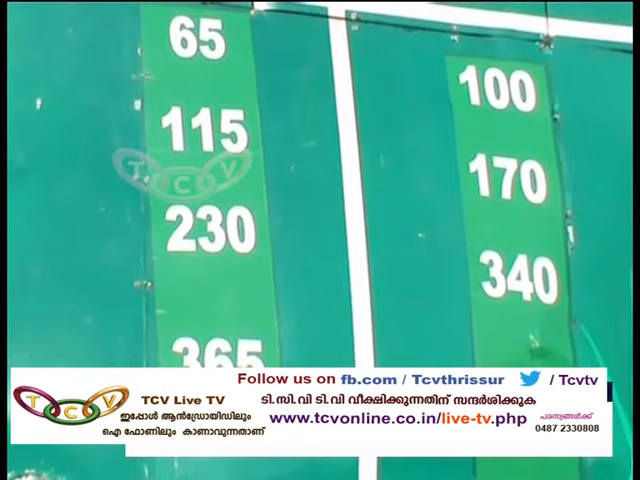 65
100
115
170
TCV
230
340
365
Follow us on fb.com / Tcvthrissur / Tcvtv
TCV
TCV Live TV
ടി.സി.വി ടി.വി വീക്ഷിക്കുന്നതിന് സന്ദർശിക്കുക
ഇപ്പോൾ ആൻഡ്രോയിഡിലും
www.tcvonline.co.in/live-tv.php
പരസ്യങ്ങൾക്ക്
ഐ ഫോണിലും കാണാവുന്നതാണ്
0487 2330808